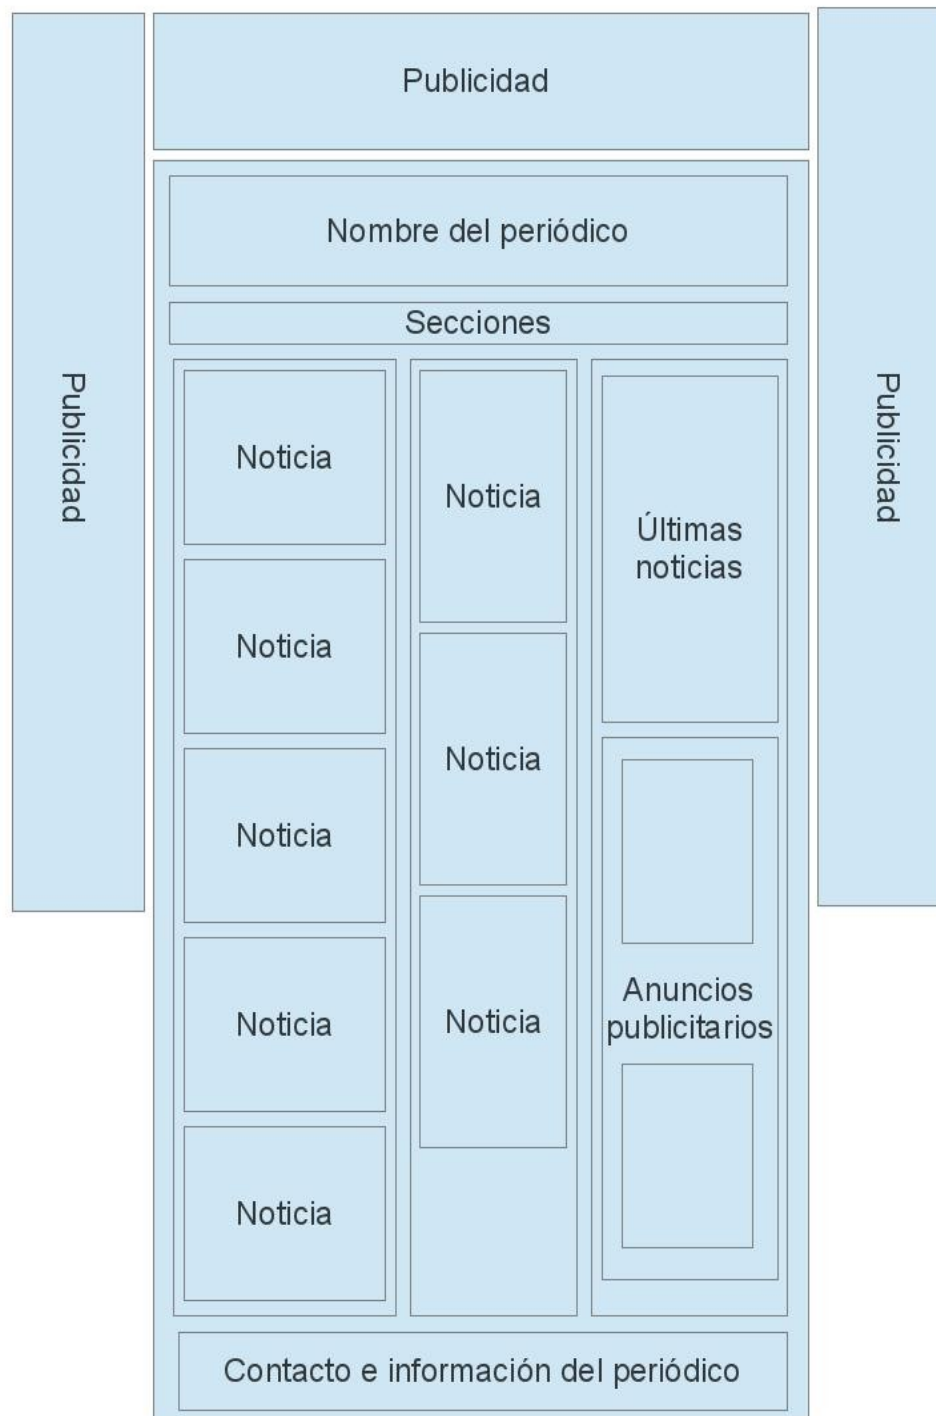 Publicidad
Publicidad
Publicidad
Nombre del periódico
Secciones
Noticia
Noticia
Noticia
Noticia
Noticia
Noticia
Noticia
Noticia
Últimas
noticias
Anuncios
publicitarios
Contacto e información del periódico